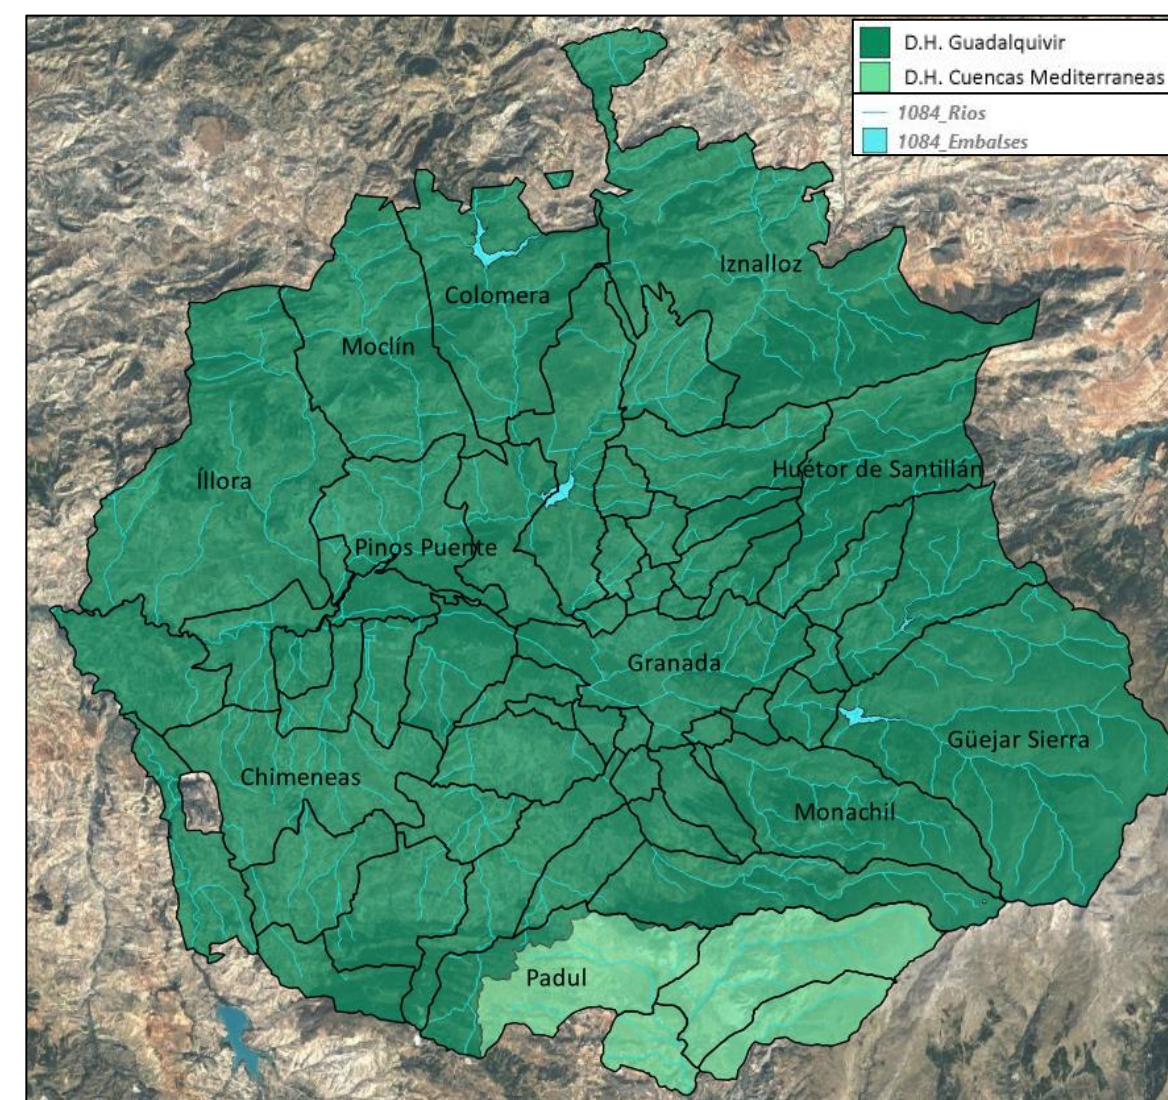 D.H. Guadalquivir
D.H. Cuencas Mediterraneas
1084_Rios
1084_Embalses
Iznalloz
Colomera
Moclín
Huétor de Santillán
Íllora
Pinos Puente
Granada
Güejar Sierra
Chimeneas
Monachil
Padul